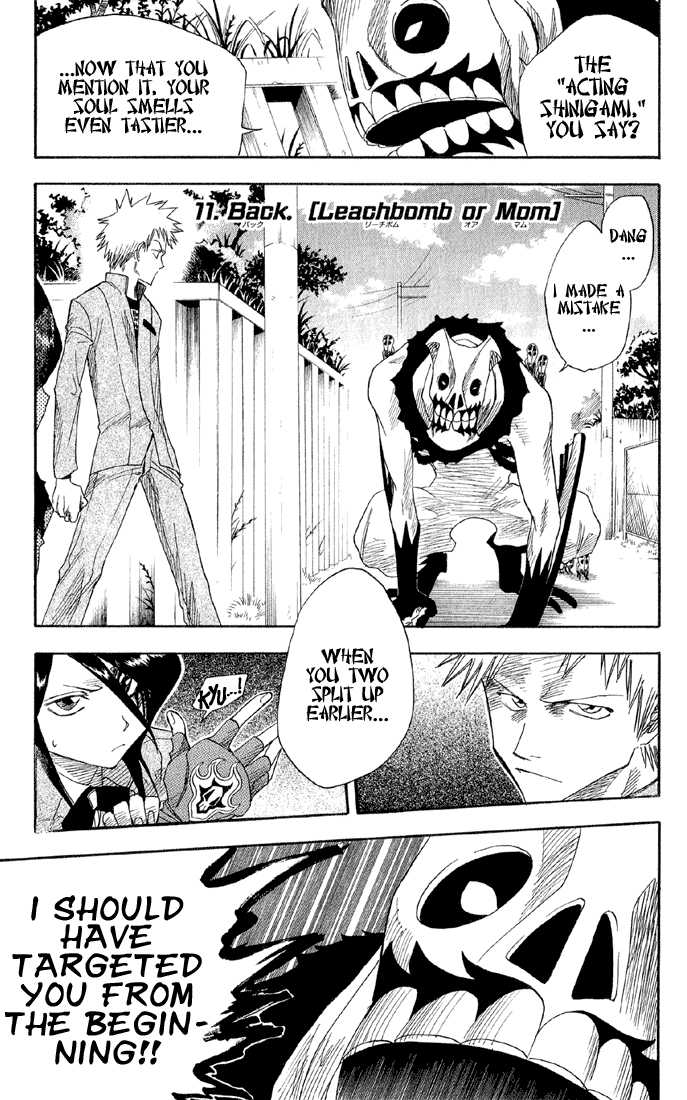 THE
"ACTING
SHINIGAMI,"
YOU SAY?
...NOW THAT YOU
MENTION IT, YOUR
SOUL SMELLS
EVEN TASTIER...
11. Back. [Leachbomb or Mom]
バック リーチボム オア マム
DANG
...
I MADE A
MISTAKE
...
WHEN
YOU TWO
SPLIT UP
EARLIER...
KYU...!
I SHOULD
HAVE
TARGETED
YOU FROM
THE BEGIN-
NING!!